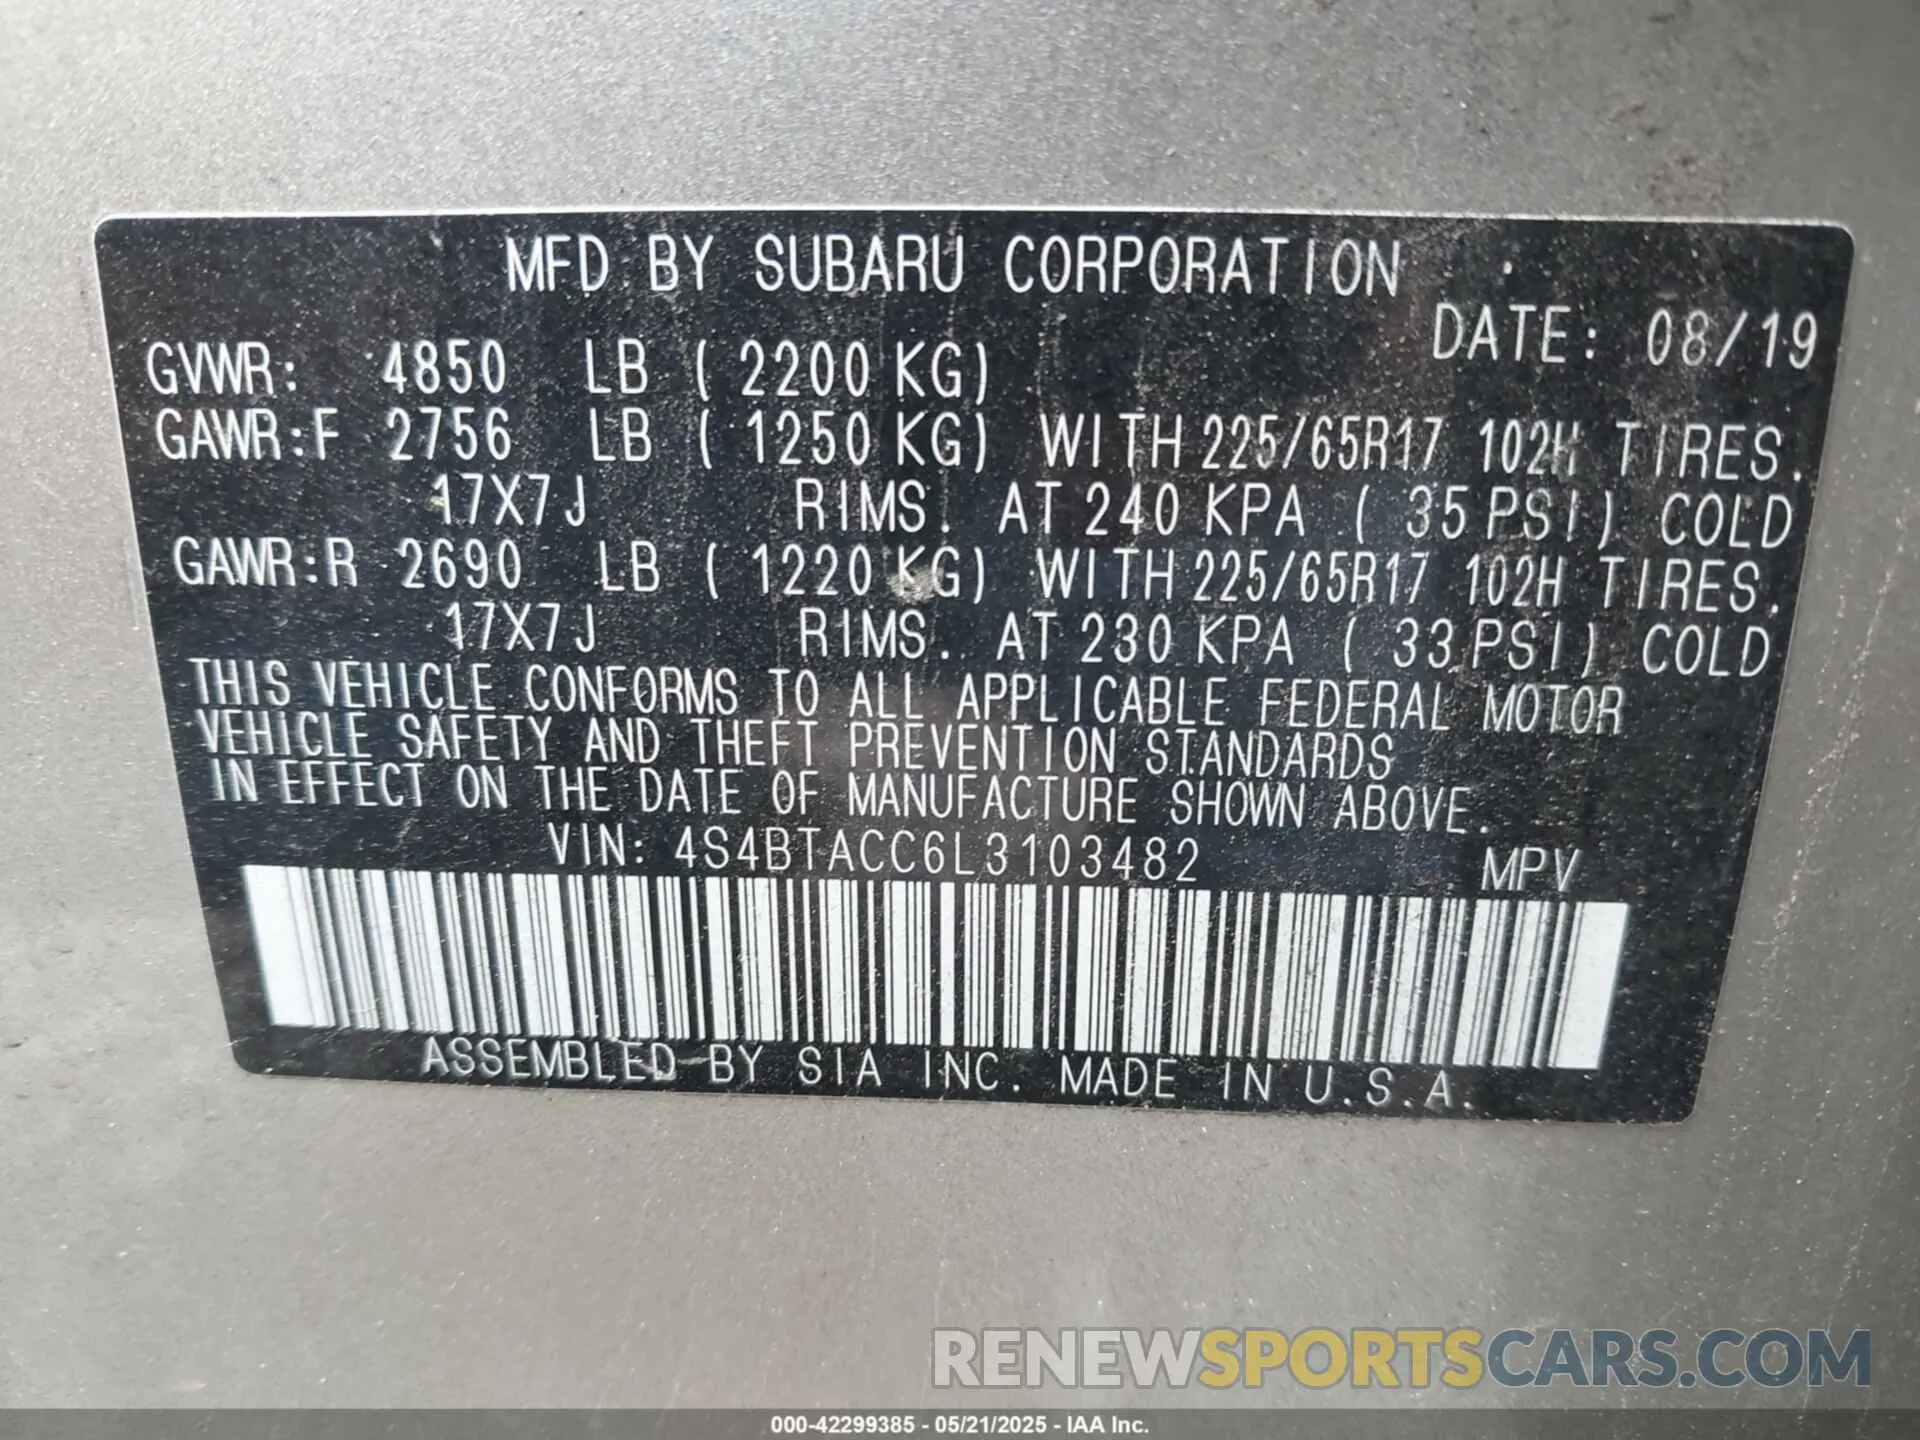 MFD BY SUBARU CORPORATION
DATE: 08/19
GVWR: 4850 LB ( 2200 KG)
GAWR:F 2756 LB ( 1250 KG) WITH 225/65R17 102H TIRES.
17X7J RIMS. AT 240 KPA ( 35 PSI) COLD
GAWR:R 2690 LB ( 1220 KG) WITH 225/65R17 102H TIRES.
17X7J RIMS. AT 230 KPA ( 33 PSI) COLD
THIS VEHICLE CONFORMS TO ALL APPLICABLE FEDERAL MOTOR
VEHICLE SAFETY AND THEFT PREVENTION STANDARDS
IN EFFECT ON THE DATE OF MANUFACTURE SHOWN ABOVE.
VIN: 4S4BTACC6L3103482 MPV
ASSEMBLED BY SIA INC. MADE IN U.S.A.
RENEWSPORTSCARS.COM
000-42299385 - 05/21/2025 - IAA Inc.